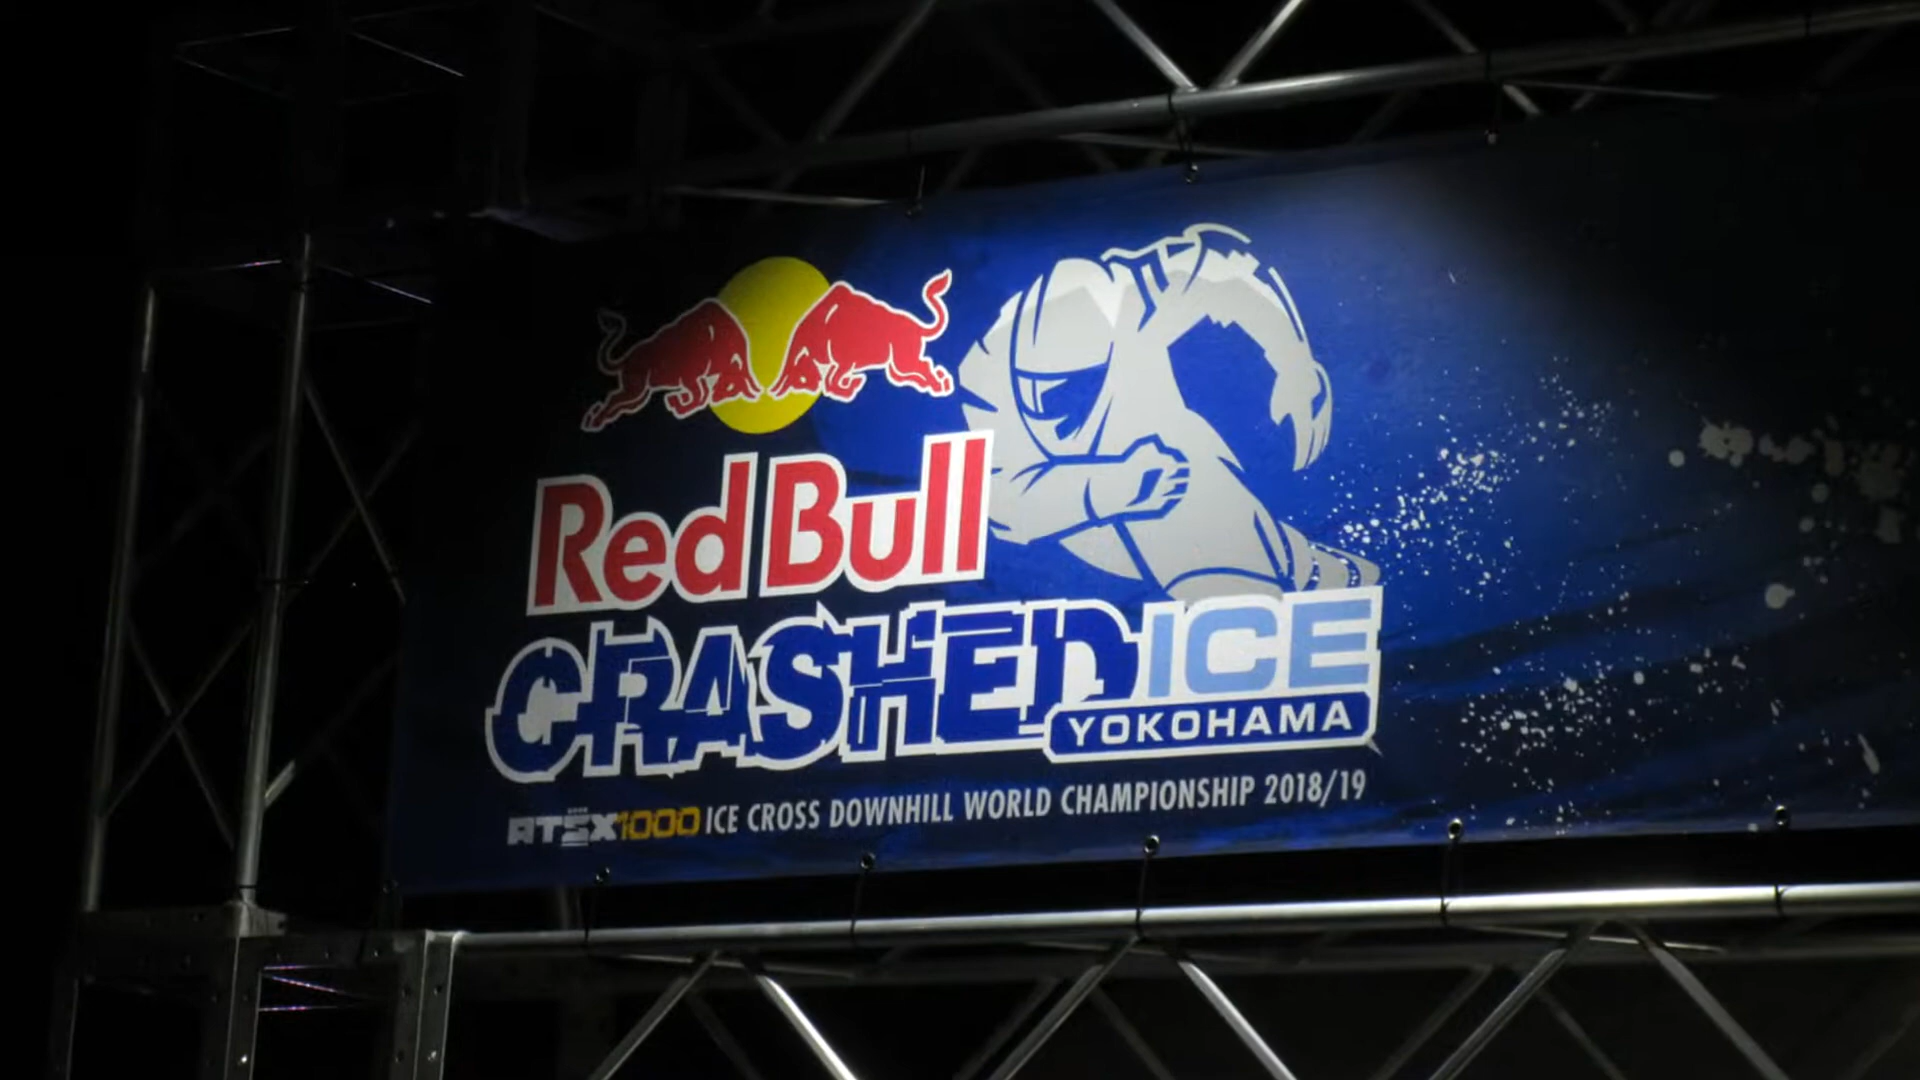 Red Bull
CRASHED ICE
YOKOHAMA
ATSX1000 ICE CROSS DOWNHILL WORLD CHAMPIONSHIP 2018/19